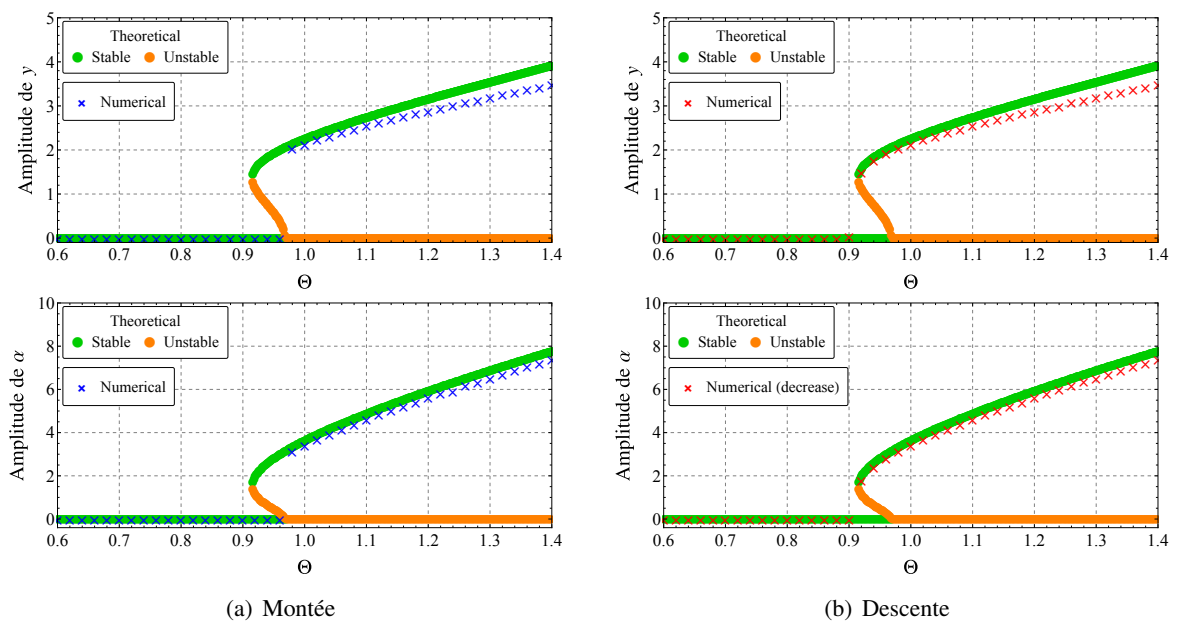 Amplitude de y
5
4
3
2
1
0
Theoretical
Stable Unstable
Numerical
0.6 0.7 0.8 0.9 1.0 1.1 1.2 1.3 1.4
Θ
Amplitude de y
5
4
3
2
1
0
Theoretical
Stable Unstable
Numerical
0.6 0.7 0.8 0.9 1.0 1.1 1.2 1.3 1.4
Θ
Amplitude de α
10
8
6
4
2
0
Theoretical
Stable Unstable
Numerical
0.6 0.7 0.8 0.9 1.0 1.1 1.2 1.3 1.4
Θ
Amplitude de α
10
8
6
4
2
0
Theoretical
Stable Unstable
Numerical (decrease)
0.6 0.7 0.8 0.9 1.0 1.1 1.2 1.3 1.4
Θ
(a) Montée
(b) Descente